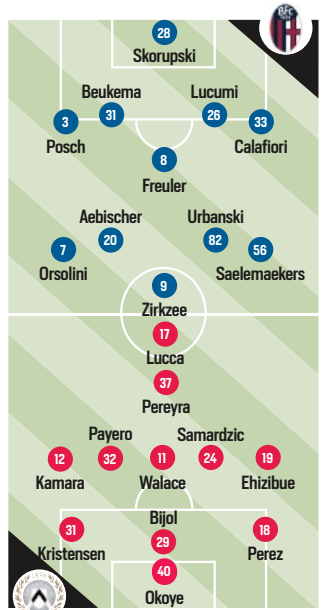 28
Skorupski
Beukema
Lucumi
3
31
26
33
Posch
Calafiori
8
Freuler
Aebischer
Urbanski
7
20
82
56
Orsolini
Saelemaekers
9
Zirkzee
17
Lucca
37
Pereyra
Payero
Samardzic
12
32
11
24
19
Kamara
Walace
Ehizibue
Bijol
31
29
18
Kristensen
Perez
40
Okoye